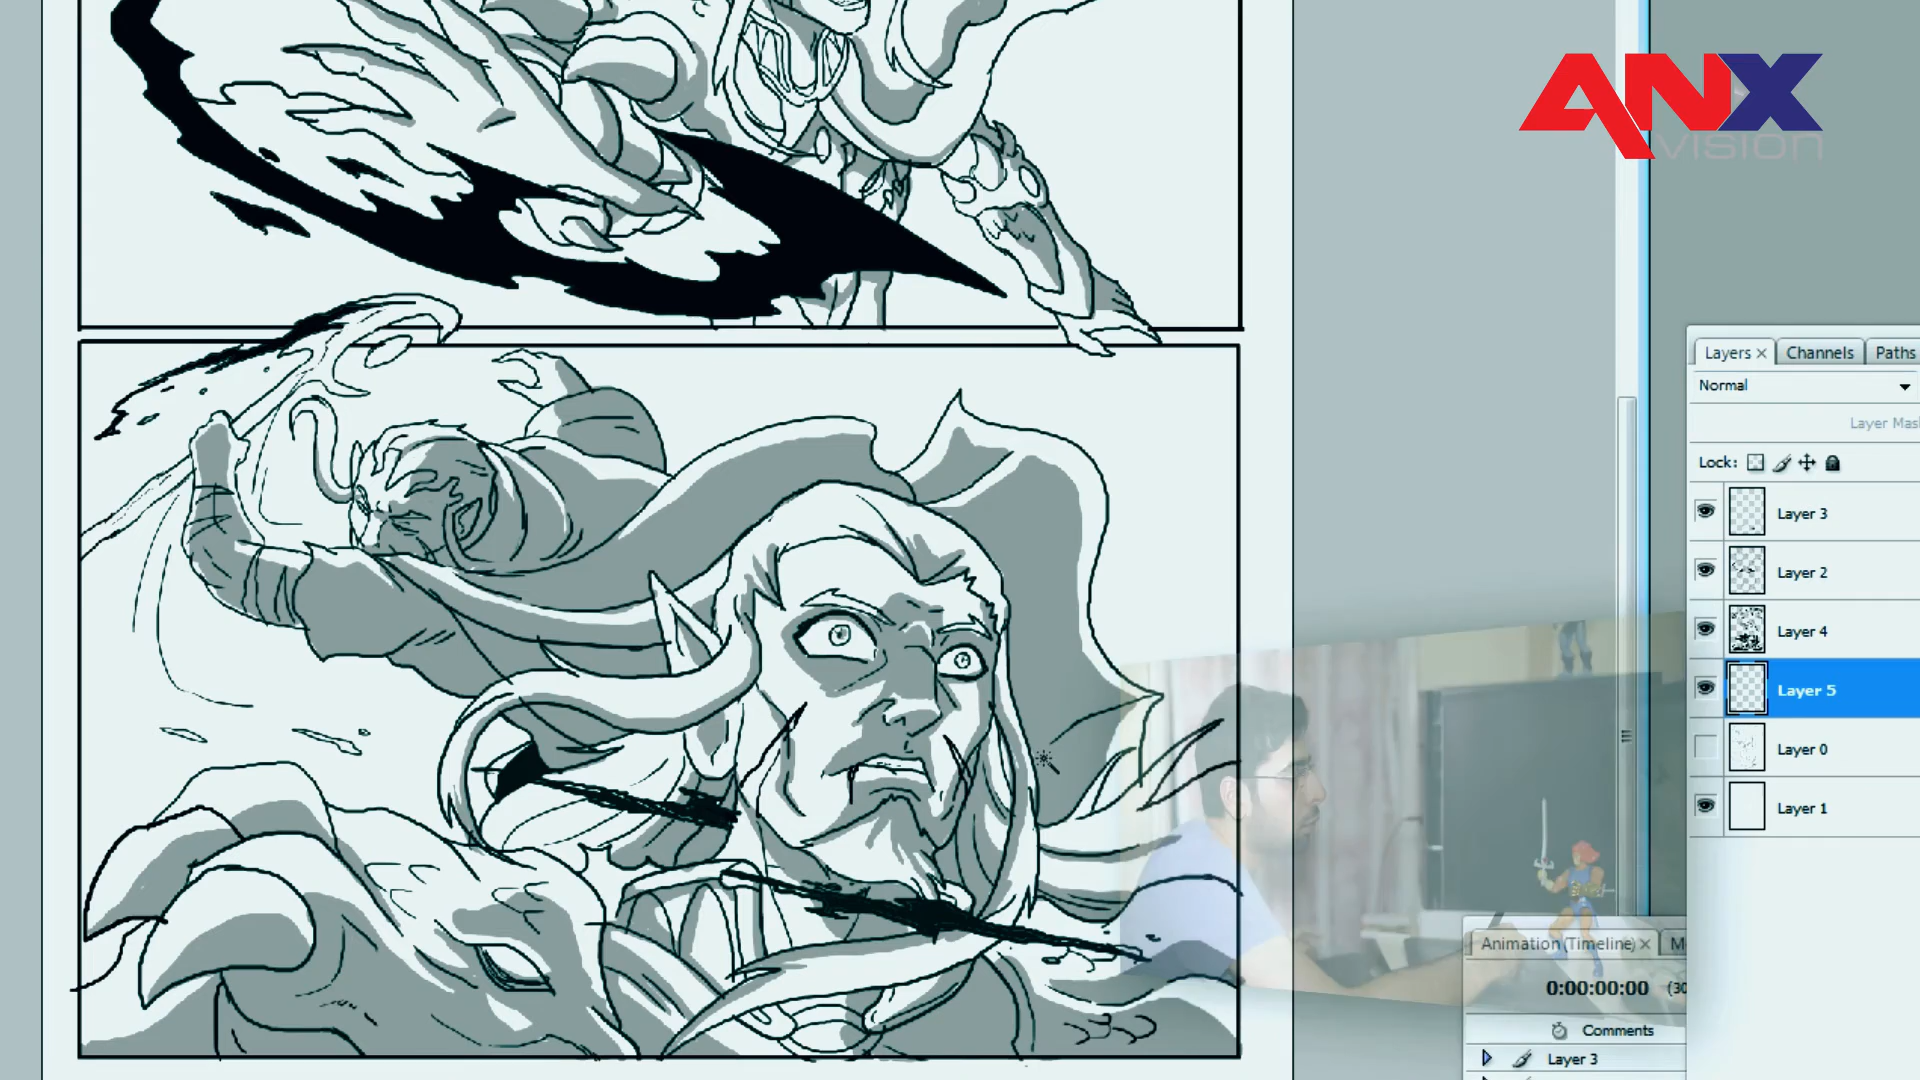 ANX
vision
Layers
Channels
Paths
Normal
Layer Mas
Lock:
Layer 3
Layer 2
Layer 4
Layer 5
Layer 0
Layer 1
Animation (Timeline)
M
0:00:00:00 (30
Comments
Layer 3